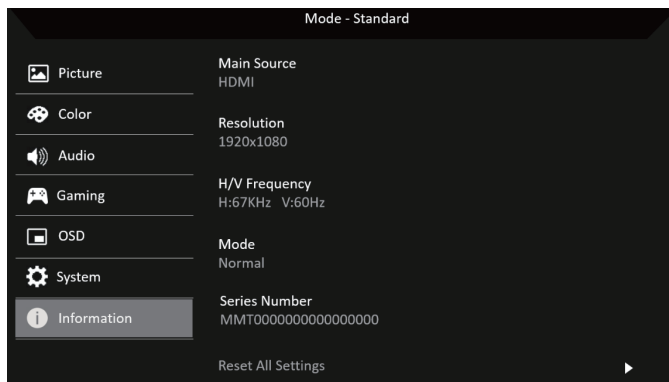 Mode - Standard
Picture
Color
Audio
Gaming
OSD
System
Information
Main Source
HDMI
Resolution
1920x1080
H/V Frequency
H:67KHz V:60Hz
Mode
Normal
Series Number
MMT0000000000000000
Reset All Settings